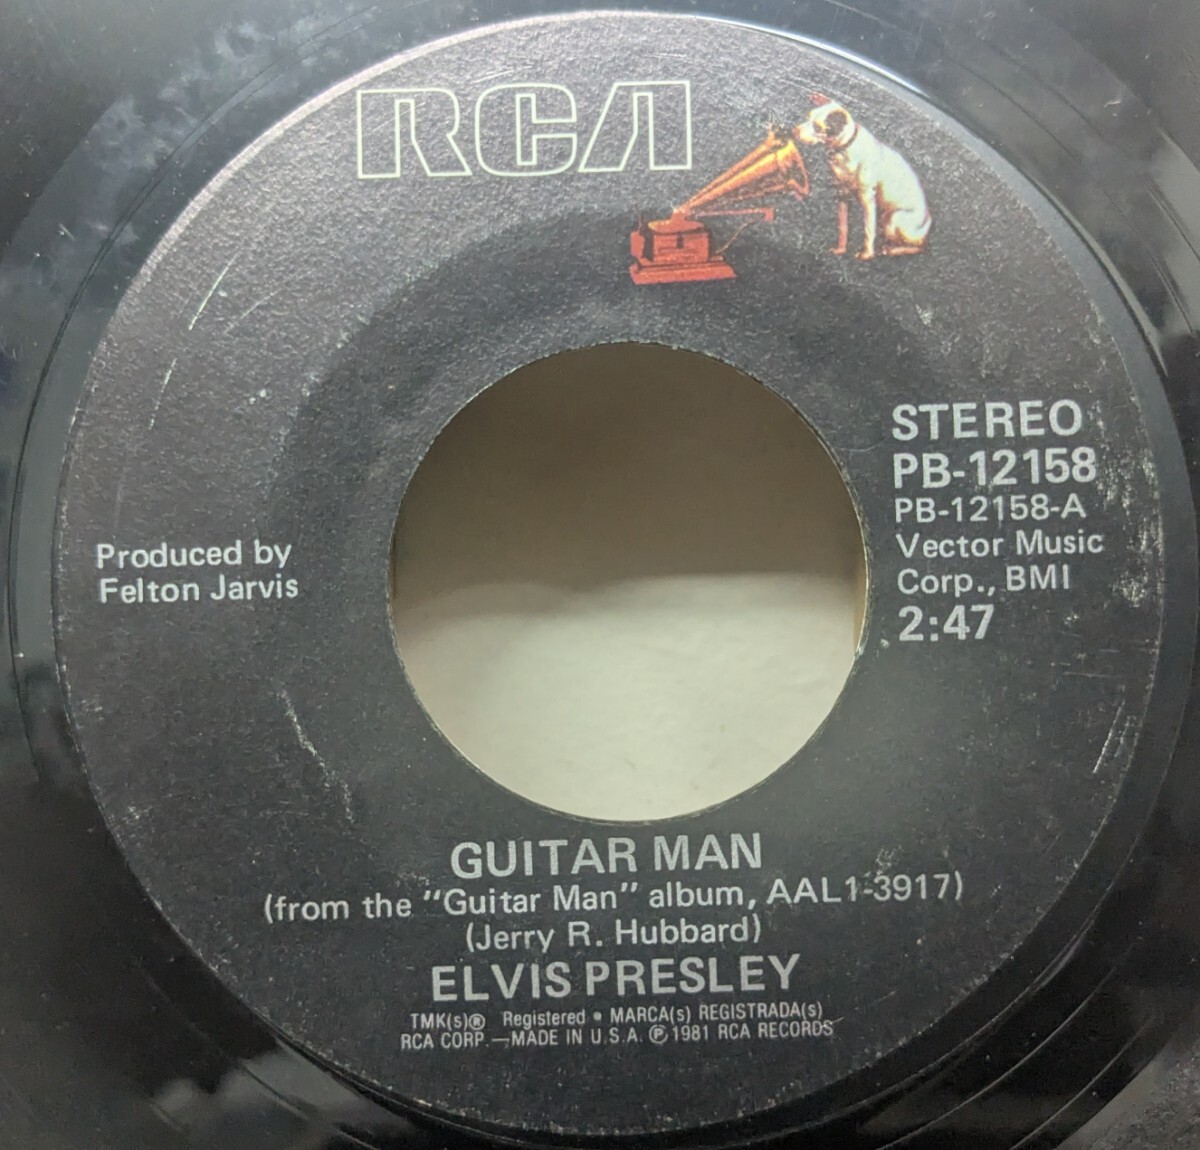 RCA
STEREO
PB-12158
PB-12158-A
Vector Music
Corp., BMI
2:47
Produced by
Felton Jarvis
GUITAR MAN
(from the "Guitar Man" album, AAL1-3917)
(Jerry R. Hubbard)
ELVIS PRESLEY
TMK(s)® Registered • MARCA(s) REGISTRADA(s)
RCA CORP.—MADE IN U.S.A. ℗ 1981 RCA RECORDS